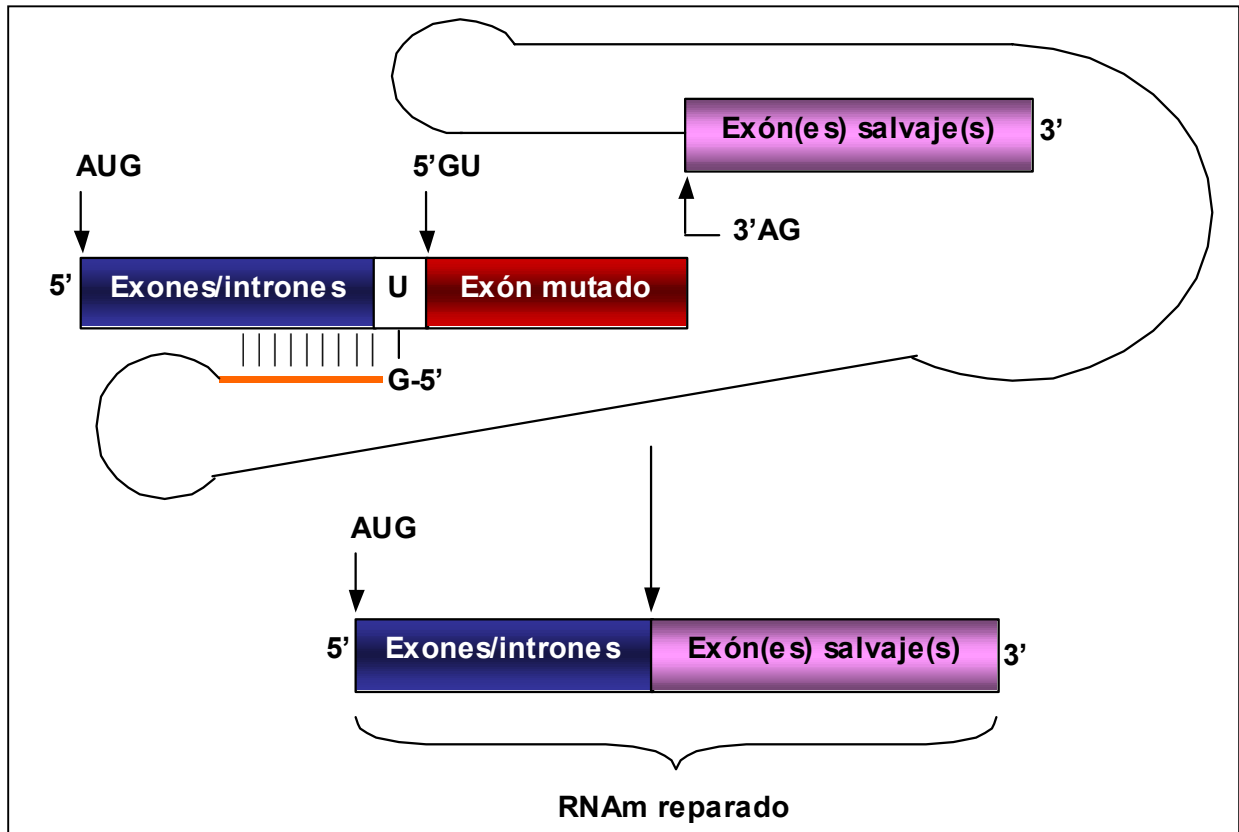 Exón(es) salvaje(s) 3’
AUG 5’GU
3’AG
5’ Exones/intrones U Exón mutado
G-5’
AUG
5’ Exones/intrones Exón(es) salvaje(s) 3’
RNAm reparado